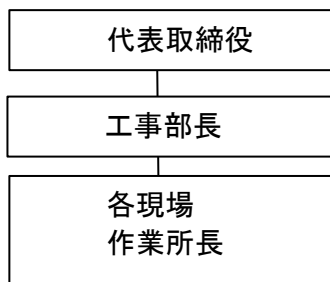 代表取締役
工事部長
各現場
作業所長